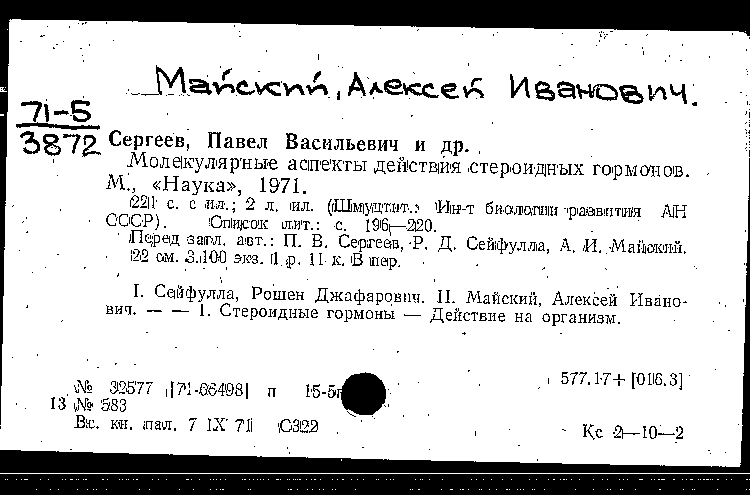 Майский, Алексей Иванович.
71-5
3872
Сергеев, Павел Васильевич и др.
Молекулярные аспекты действия стероидных гормонов.
М., «Наука», 1971.
221 с. с ил.; 2 л. ил. (Шмуцтит.: Ин-т биологии развития АН
СССР). Список лит.: с. 196—220.
Перед загл. авт.: П. В. Сергеев, Р. Д. Сейфулла, А. И. Майский.
22 см. 3.100 экз. 1 р. 11 к. В пер.
I. Сейфулла, Рошен Джафарович. II. Майский, Алексей Ивано-
вич. — — 1. Стероидные гормоны — Действие на организм.
577.17+[016.3]
№ 32577 [71-66498] п 15-5
13 № 583
Вс. кн. пал. 7 IX 71 С322
Кс 2—10—2